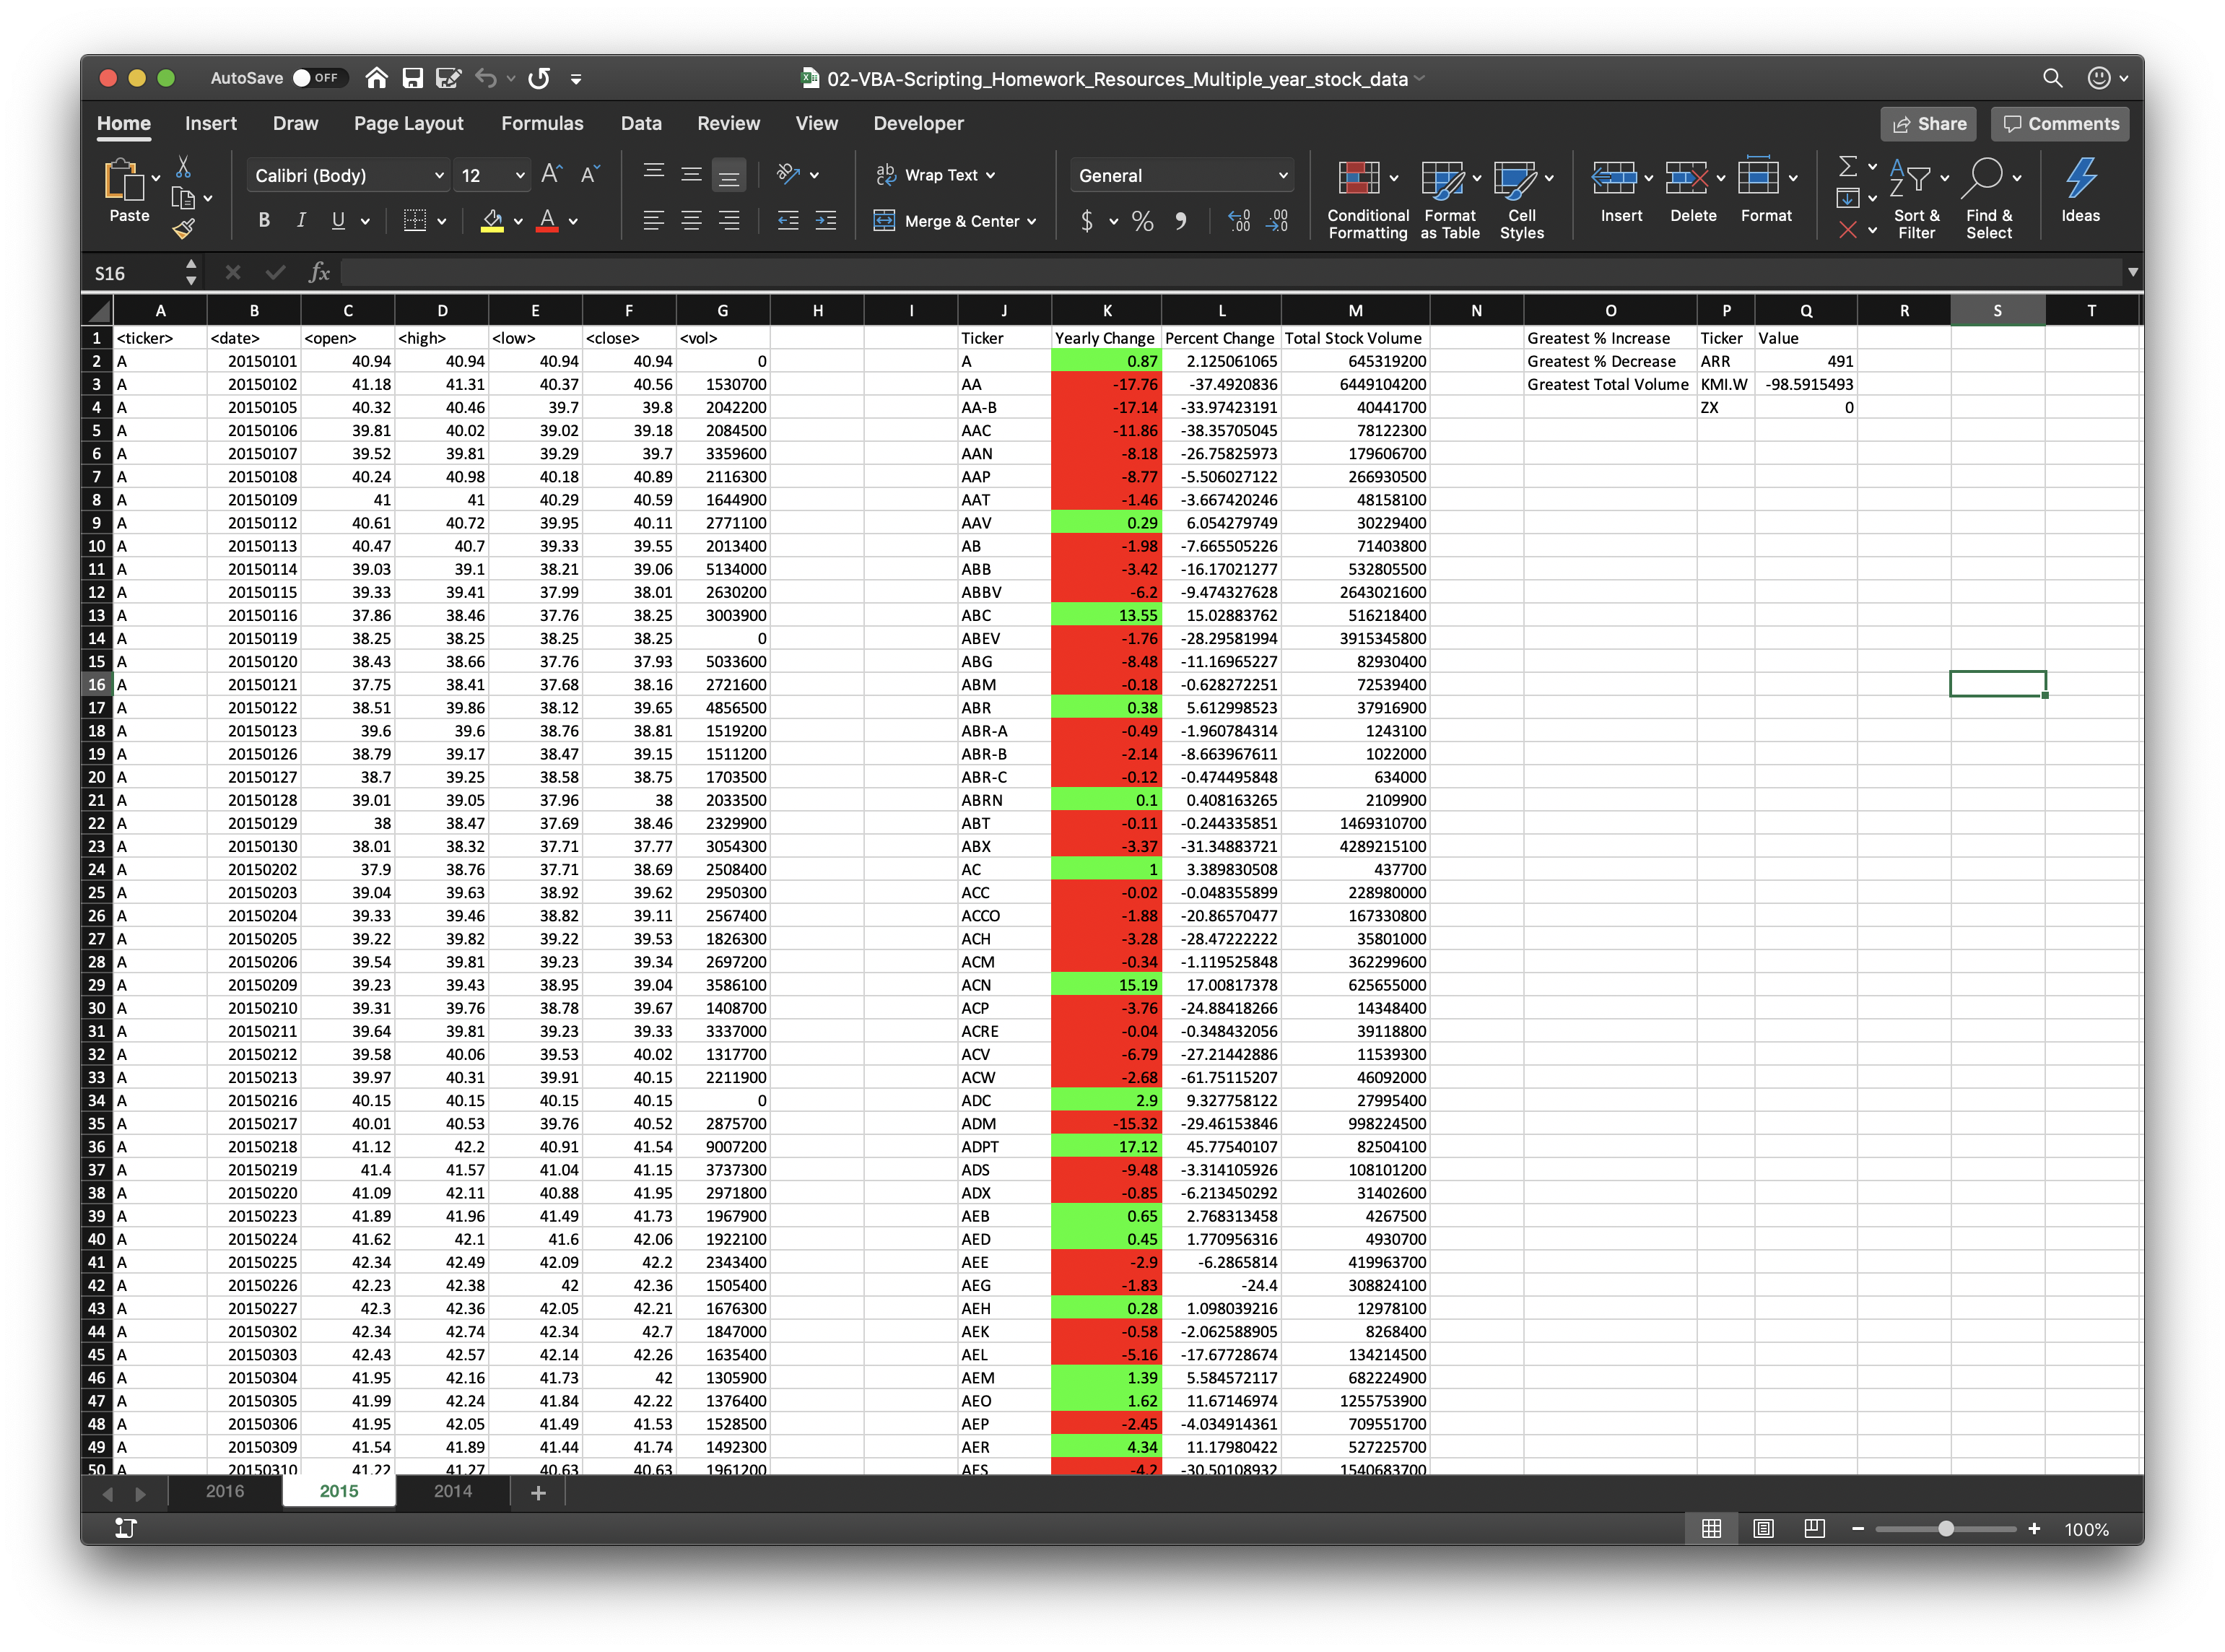 AutoSave OFF 02-VBA-Scripting_Homework_Resources_Multiple_year_stock_data
Home Insert Draw Page Layout Formulas Data Review View Developer Share Comments
Paste Calibri (Body) 12 A A ab Wrap Text General Conditional Formatting Format as Table Cell Styles Insert Delete Format Sort & Filter Find & Select Ideas
B I U A Merge & Center $ %
S16 fx
A B C D E F G H I J K L M N O P Q R S T
1 <ticker> <date> <open> <high> <low> <close> <vol> Ticker Yearly Change Percent Change Total Stock Volume Greatest % Increase Ticker Value
2 A 20150101 40.94 40.94 40.94 40.94 0 A 0.87 2.125061065 645319200 Greatest % Decrease ARR 491
3 A 20150102 41.18 41.31 40.37 40.56 1530700 AA -17.76 -37.4920836 6449104200 Greatest Total Volume KMI.W -98.5915493
4 A 20150105 40.32 40.46 39.7 39.8 2042200 AA-B -17.14 -33.97423191 40441700 ZX 0
5 A 20150106 39.81 40.02 39.02 39.18 2084500 AAC -11.86 -38.35705045 78122300
6 A 20150107 39.52 39.81 39.29 39.7 3359600 AAN -8.18 -26.75825973 179606700
7 A 20150108 40.24 40.98 40.18 40.89 2116300 AAP -8.77 -5.506027122 266930500
8 A 20150109 41 41 40.29 40.59 1644900 AAT -1.46 -3.667420246 48158100
9 A 20150112 40.61 40.72 39.95 40.11 2771100 AAV 0.29 6.054279749 30229400
10 A 20150113 40.47 40.7 39.33 39.55 2013400 AB -1.98 -7.665505226 71403800
11 A 20150114 39.03 39.1 38.21 39.06 5134000 ABB -3.42 -16.17021277 532805500
12 A 20150115 39.33 39.41 37.99 38.01 2630200 ABBV -6.2 -9.474327628 2643021600
13 A 20150116 37.86 38.46 37.76 38.25 3003900 ABC 13.55 15.02883762 516218400
14 A 20150119 38.25 38.25 38.25 38.25 0 ABEV -1.76 -28.29581994 3915345800
15 A 20150120 38.43 38.66 37.76 37.93 5033600 ABG -8.48 -11.16965227 82930400
16 A 20150121 37.75 38.41 37.68 38.16 2721600 ABM -0.18 -0.628272251 72539400
17 A 20150122 38.51 39.86 38.12 39.65 4856500 ABR 0.38 5.612998523 37916900
18 A 20150123 39.6 39.6 38.76 38.81 1519200 ABR-A -0.49 -1.960784314 1243100
19 A 20150126 38.79 39.17 38.47 39.15 1511200 ABR-B -2.14 -8.663967611 1022000
20 A 20150127 38.7 39.25 38.58 38.75 1703500 ABR-C -0.12 -0.474495848 634000
21 A 20150128 39.01 39.05 37.96 38 2033500 ABRN 0.1 0.408163265 2109900
22 A 20150129 38 38.47 37.69 38.46 2329900 ABT -0.11 -0.244335851 1469310700
23 A 20150130 38.01 38.32 37.71 37.77 3054300 ABX -3.37 -31.34883721 4289215100
24 A 20150202 37.9 38.76 37.71 38.69 2508400 AC 1 3.389830508 437700
25 A 20150203 39.04 39.63 38.92 39.62 2950300 ACC -0.02 -0.048355899 228980000
26 A 20150204 39.33 39.46 38.82 39.11 2567400 ACCO -1.88 -20.86570477 167330800
27 A 20150205 39.22 39.82 39.22 39.53 1826300 ACH -3.28 -28.47222222 35801000
28 A 20150206 39.54 39.81 39.23 39.34 2697200 ACM -0.34 -1.119525848 362299600
29 A 20150209 39.23 39.43 38.95 39.04 3586100 ACN 15.19 17.00817378 625655000
30 A 20150210 39.31 39.76 38.78 39.67 1408700 ACP -3.76 -24.88418266 14348400
31 A 20150211 39.64 39.81 39.23 39.33 3337000 ACRE -0.04 -0.348432056 39118800
32 A 20150212 39.58 40.06 39.53 40.02 1317700 ACV -6.79 -27.21442886 11539300
33 A 20150213 39.97 40.31 39.91 40.15 2211900 ACW -2.68 -61.75115207 46092000
34 A 20150216 40.15 40.15 40.15 40.15 0 ADC 2.9 9.327758122 27995400
35 A 20150217 40.01 40.53 39.76 40.52 2875700 ADM -15.32 -29.46153846 998224500
36 A 20150218 41.12 42.2 40.91 41.54 9007200 ADPT 17.12 45.77540107 82504100
37 A 20150219 41.4 41.57 41.04 41.15 3737300 ADS -9.48 -3.314105926 108101200
38 A 20150220 41.09 42.11 40.88 41.95 2971800 ADX -0.85 -6.213450292 31402600
39 A 20150223 41.89 41.96 41.49 41.73 1967900 AEB 0.65 2.768313458 4267500
40 A 20150224 41.62 42.1 41.6 42.06 1922100 AED 0.45 1.770956316 4930700
41 A 20150225 42.34 42.49 42.09 42.2 2343400 AEE -2.9 -6.2865814 419963700
42 A 20150226 42.23 42.38 42 42.36 1505400 AEG -1.83 -24.4 308824100
43 A 20150227 42.3 42.36 42.05 42.21 1676300 AEH 0.28 1.098039216 12978100
44 A 20150302 42.34 42.74 42.34 42.7 1847000 AEK -0.58 -2.062588905 8268400
45 A 20150303 42.43 42.57 42.14 42.26 1635400 AEL -5.16 -17.67728674 134214500
46 A 20150304 41.95 42.16 41.73 42 1305900 AEM 1.39 5.584572117 682224900
47 A 20150305 41.99 42.24 41.84 42.22 1376400 AEO 1.62 11.67146974 1255753900
48 A 20150306 41.95 42.05 41.49 41.53 1528500 AEP -2.45 -4.034914361 709551700
49 A 20150309 41.54 41.89 41.44 41.74 1492300 AER 4.34 11.17980422 527225700
50 A 20150310 41.22 41.27 40.63 40.63 1961200 AES -4.2 -30.50108932 1540683700
2016 2015 2014 +
100%